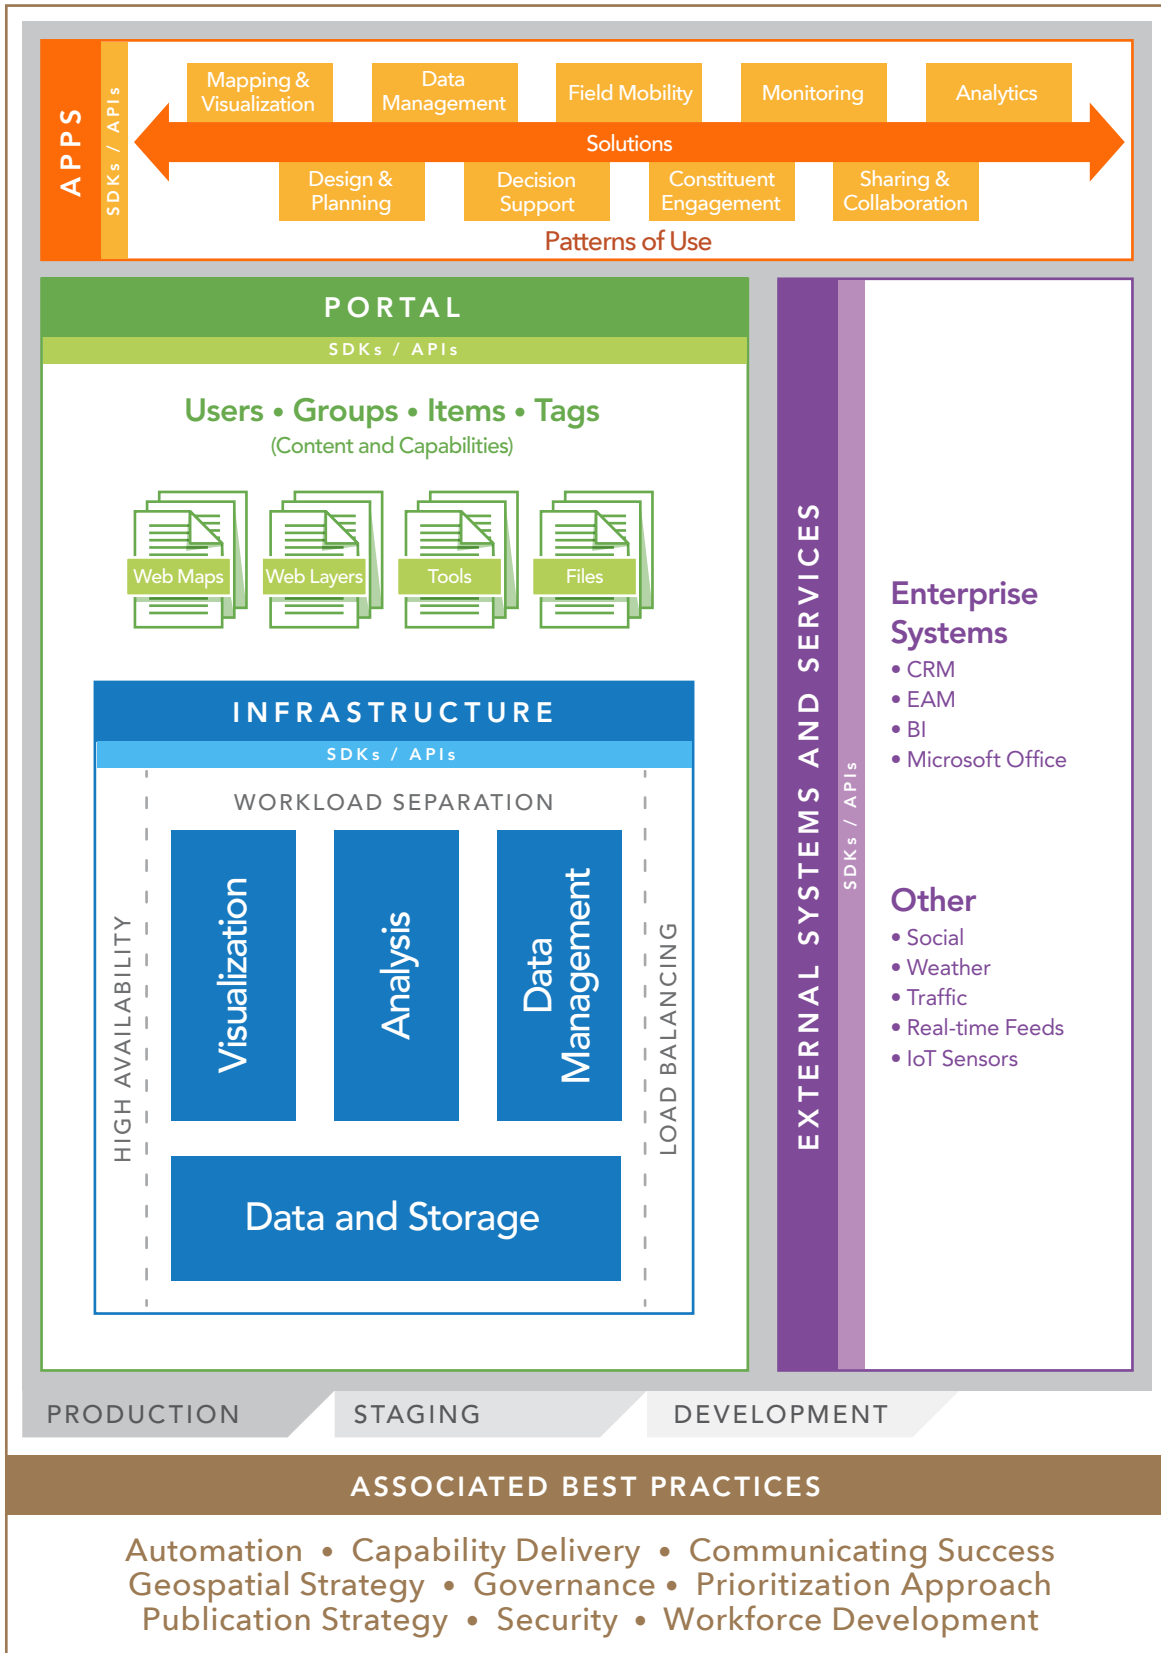 APPS
SDKs / APIs
Mapping &
Visualization
Data
Management
Field Mobility
Monitoring
Analytics
Solutions
Design &
Planning
Decision
Support
Constituent
Engagement
Sharing &
Collaboration
Patterns of Use
PORTAL
SDKs / APIs
Users • Groups • Items • Tags
(Content and Capabilities)
Web Maps
Web Layers
Tools
Files
INFRASTRUCTURE
SDKs / APIs
WORKLOAD SEPARATION
HIGH AVAILABILITY
Visualization
Analysis
Data
Management
LOAD BALANCING
Data and Storage
EXTERNAL SYSTEMS AND SERVICES
SDKs / APIs
Enterprise
Systems
• CRM
• EAM
• BI
• Microsoft Office
Other
• Social
• Weather
• Traffic
• Real-time Feeds
• IoT Sensors
PRODUCTION
STAGING
DEVELOPMENT
ASSOCIATED BEST PRACTICES
Automation • Capability Delivery • Communicating Success
Geospatial Strategy • Governance • Prioritization Approach
Publication Strategy • Security • Workforce Development